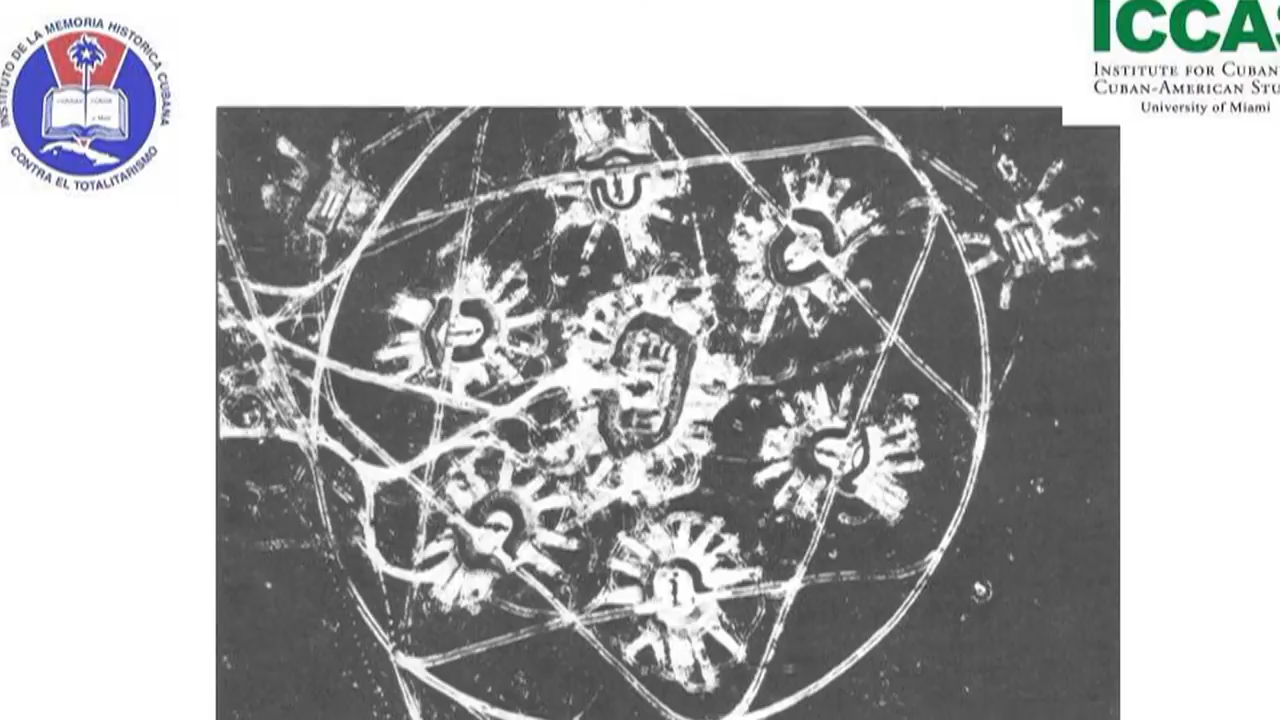 INSTITUTO DE LA MEMORIA HISTORICA CUBANA
CONTRA EL TOTALITARISMO
ICCAS
INSTITUTE FOR CUBAN
CUBAN-AMERICAN STU
University of Miami